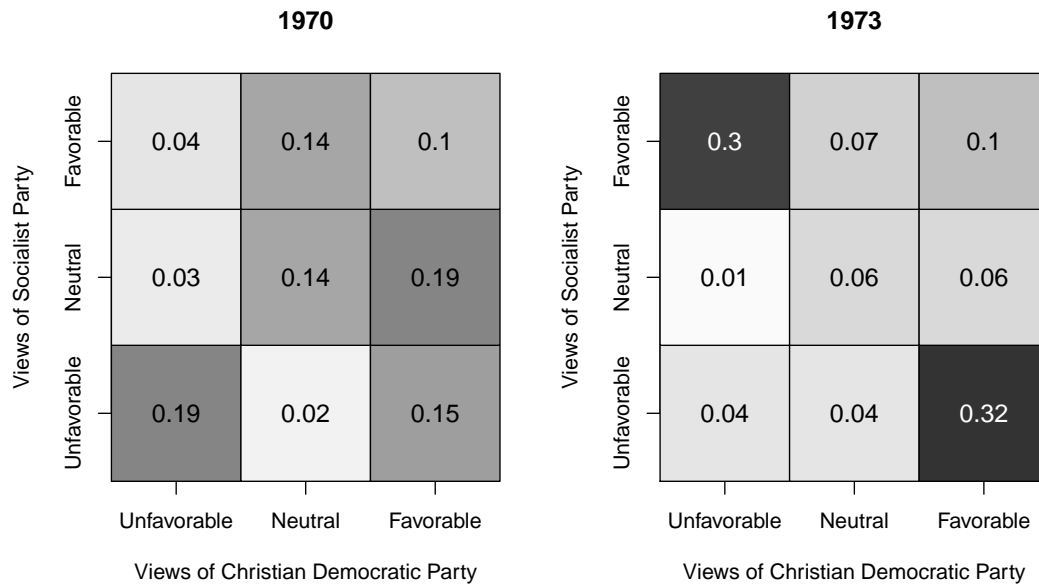 1970
Views of Socialist Party
Favorable
Neutral
Unfavorable
0.04 0.14 0.1
0.03 0.14 0.19
0.19 0.02 0.15
Unfavorable Neutral Favorable
Views of Christian Democratic Party
1973
Views of Socialist Party
Favorable
Neutral
Unfavorable
0.3 0.07 0.1
0.01 0.06 0.06
0.04 0.04 0.32
Unfavorable Neutral Favorable
Views of Christian Democratic Party